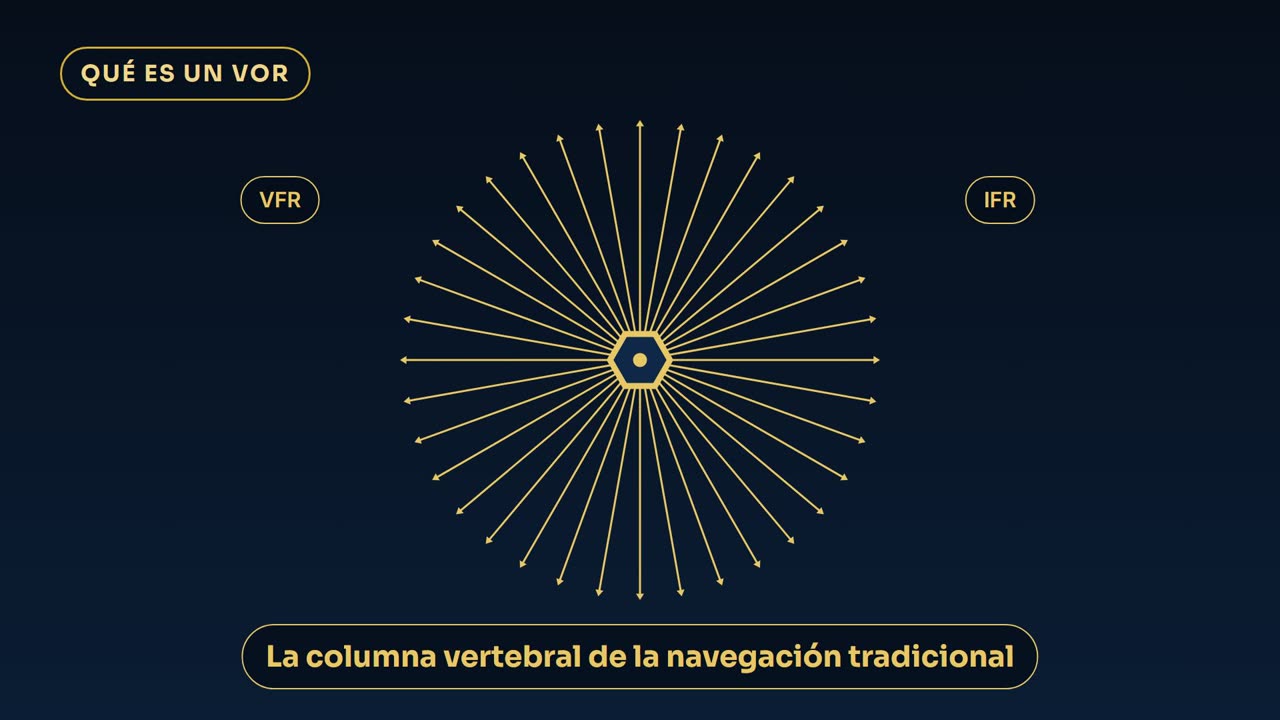 QUÉ ES UN VOR
VFR
IFR
La columna vertebral de la navegación tradicional